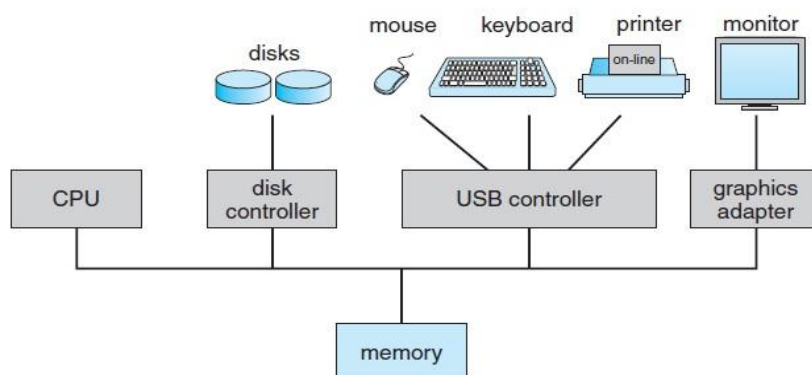 mouse keyboard printer monitor
disks
on-line
CPU
disk
controller
USB controller
graphics
adapter
memory